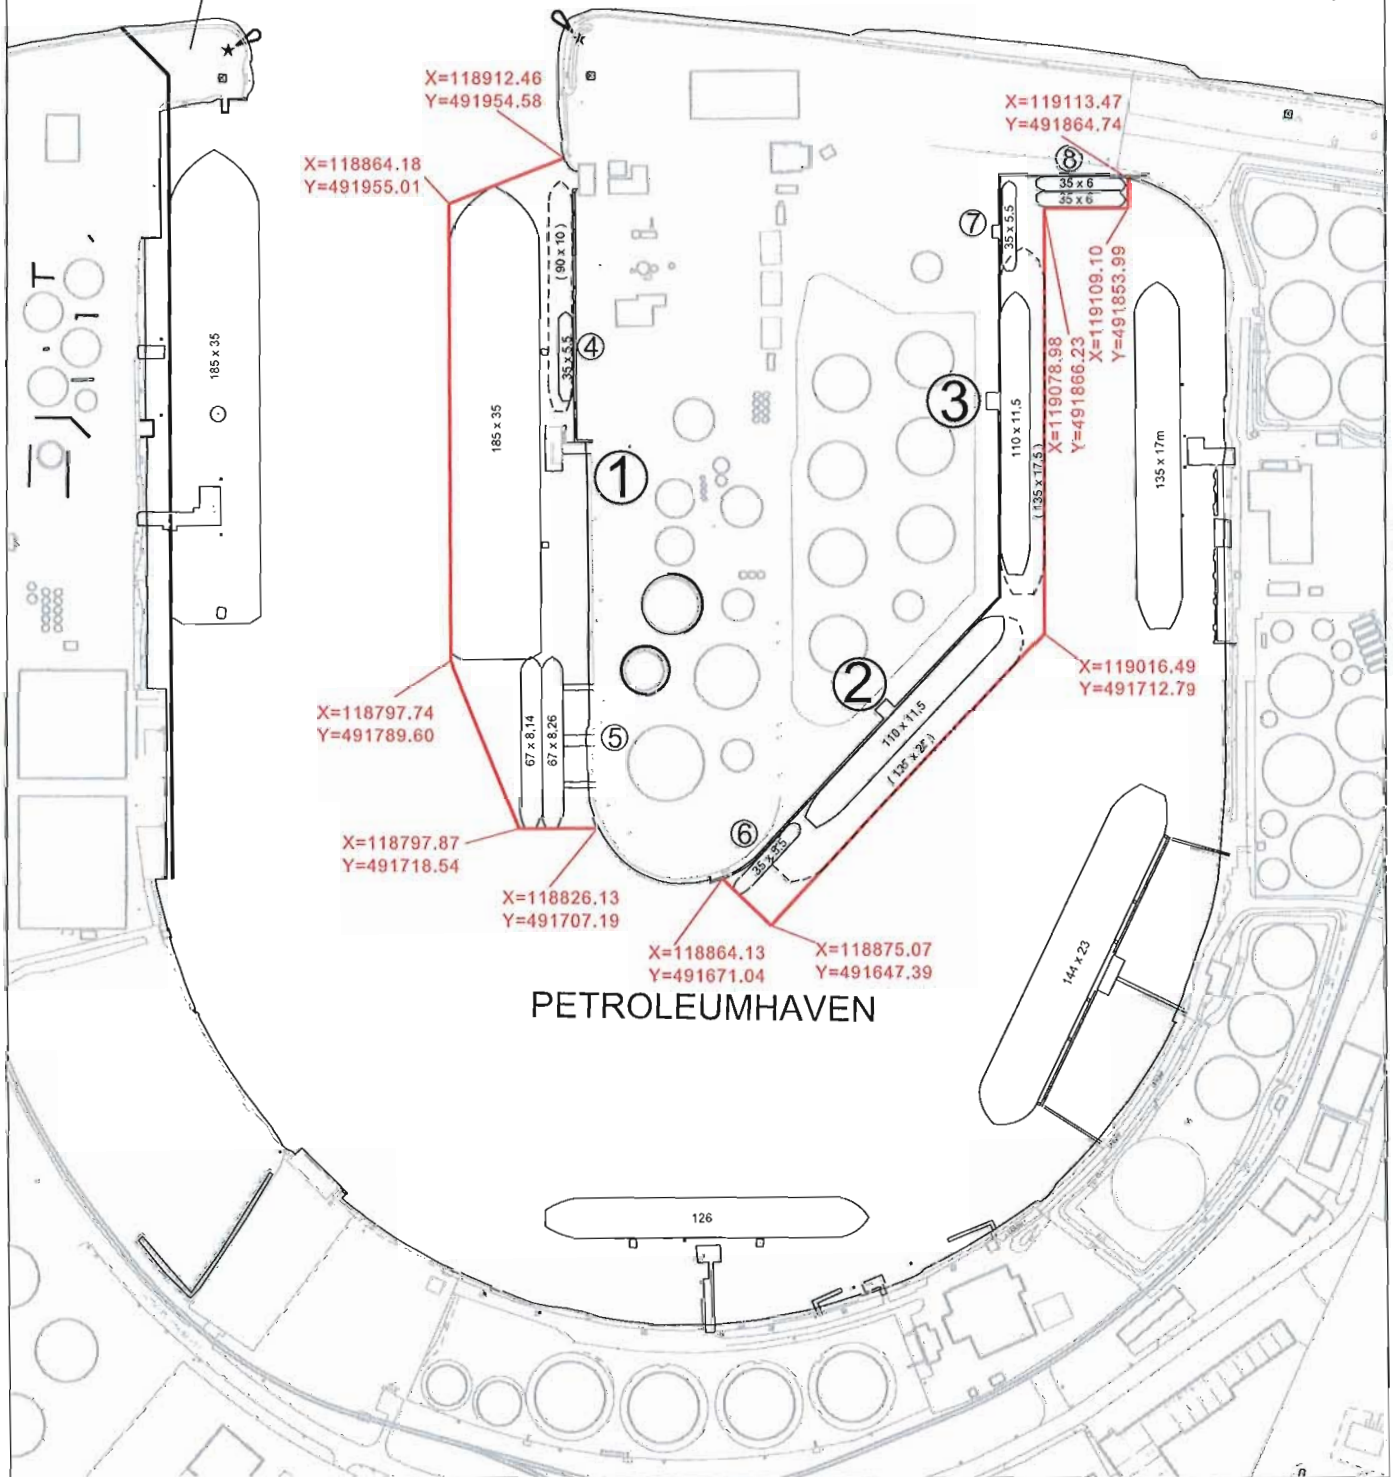 X=118912.46
Y=491954.58
X=119113.47
Y=491864.74
X=118864.18
Y=491955.01
8
35 x 6
35 x 6
7
35 x 5.5
(90 x 10)
X=119109.10
Y=491853.99
X=119078.98
Y=491866.23
185 x 35
4
35 x 5.5
185 x 35
3
110 x 11.5
(135 x 17.5)
135 x 17m
1
X=119016.49
Y=491712.79
2
110 x 11.5
X=118797.74
Y=491789.60
5
67 x 8,14
67 x 8,26
6
X=118797.87
Y=491718.54
X=118826.13
Y=491707.19
X=118864.13
Y=491671.04
X=118875.07
Y=491647.39
144 x 23
PETROLEUMHAVEN
126